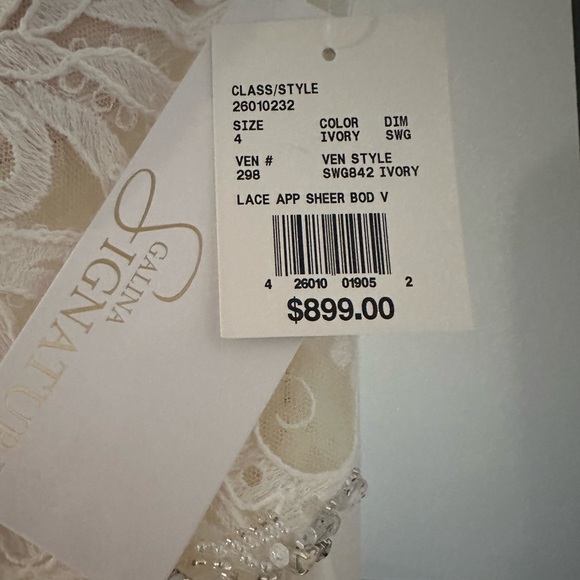 CLASS/STYLE
26010232
SIZE COLOR DIM
4 IVORY SWG
VEN # VEN STYLE
298 SWG842 IVORY
LACE APP SHEER BOD V
4 26010 01905 2
$899.00
GALINA
SIGNATUR